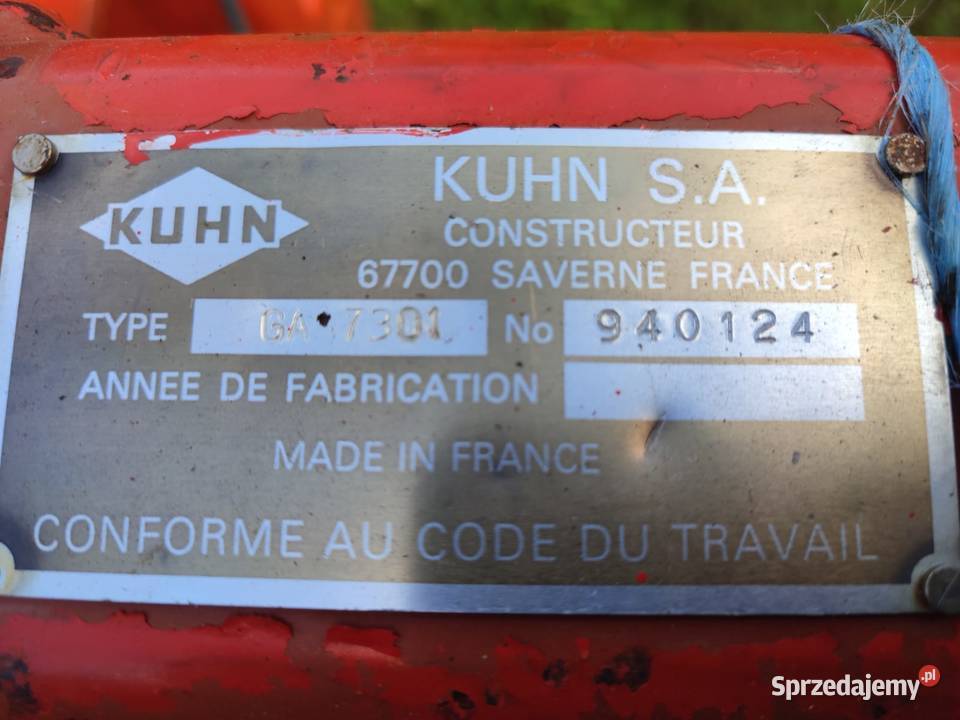 KUHN
KUHN S.A.
CONSTRUCTEUR
67700 SAVERNE FRANCE
TYPE GA 7301 No 940124
ANNEE DE FABRICATION
MADE IN FRANCE
CONFORME AU CODE DU TRAVAIL
Sprzedajemy.pl